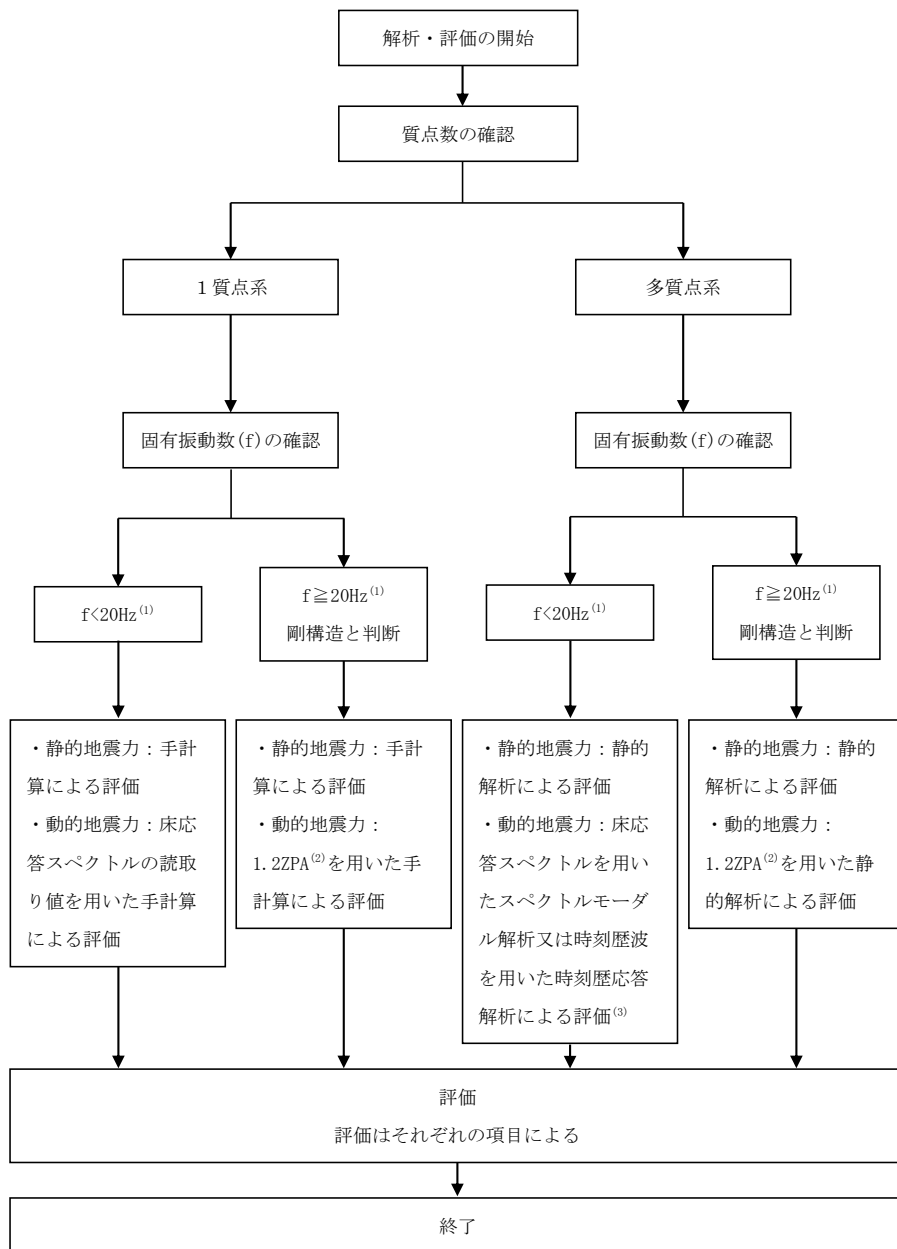 解析・評価の開始
質点数の確認
１質点系
多質点系
固有振動数(f)の確認
固有振動数(f)の確認
f<20Hz(1)
f≧20Hz(1)
剛構造と判断
f<20Hz(1)
f≧20Hz(1)
剛構造と判断
・静的地震力：手計
算による評価
・動的地震力：床応
答スペクトルの読取
り値を用いた手計算
による評価
・静的地震力：手計
算による評価
・動的地震力：
1.2ZPA(2)を用いた手
計算による評価
・静的地震力：静的
解析による評価
・動的地震力：床応
答スペクトルを用い
たスペクトルモーダ
ル解析又は時刻歴波
を用いた時刻歴応答
解析による評価(3)
・静的地震力：静的
解析による評価
・動的地震力：
1.2ZPA(2)を用いた静
的解析による評価
評価
評価はそれぞれの項目による
終了